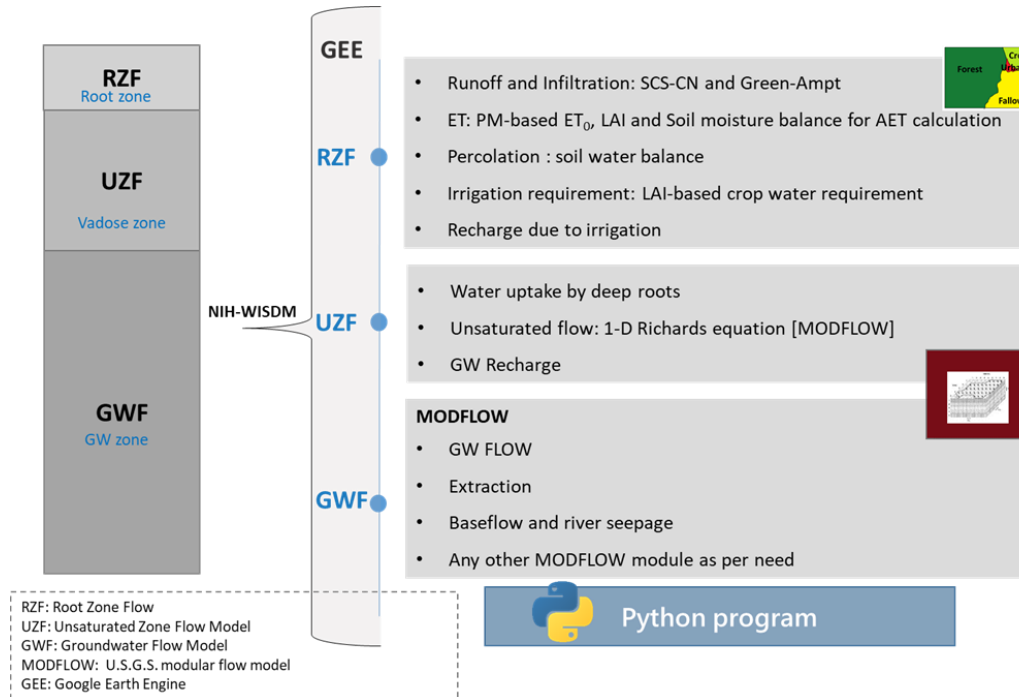 RZF
Root zone
UZF
Vadose zone
GWF
GW zone
NIH-WISDM
GEE
RZF
UZF
GWF
• Runoff and Infiltration: SCS-CN and Green-Ampt
• ET: PM-based ET₀, LAI and Soil moisture balance for AET calculation
• Percolation : soil water balance
• Irrigation requirement: LAI-based crop water requirement
• Recharge due to irrigation
Forest
Cr
Urba
Fallow
• Water uptake by deep roots
• Unsaturated flow: 1-D Richards equation [MODFLOW]
• GW Recharge
MODFLOW
• GW FLOW
• Extraction
• Baseflow and river seepage
• Any other MODFLOW module as per need
Python program
RZF: Root Zone Flow
UZF: Unsaturated Zone Flow Model
GWF: Groundwater Flow Model
MODFLOW: U.S.G.S. modular flow model
GEE: Google Earth Engine